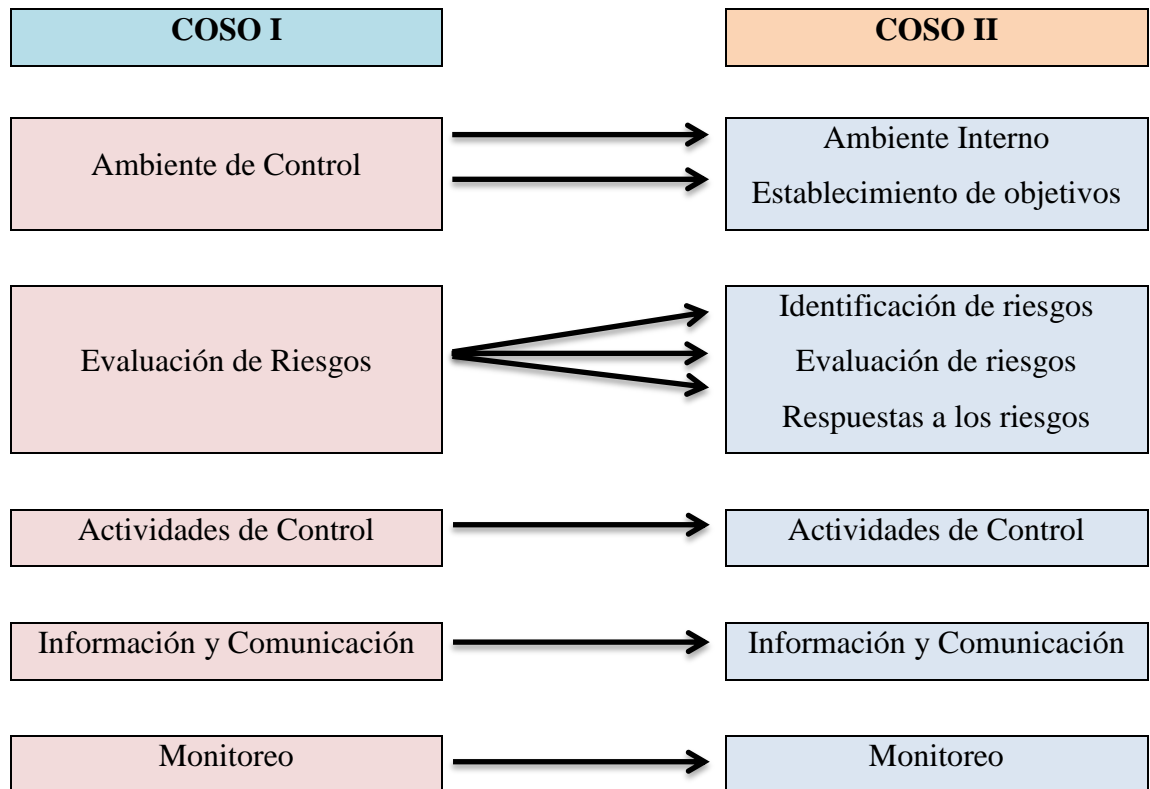 COSO I
COSO II
Ambiente de Control
Ambiente Interno
Establecimiento de objetivos
Evaluación de Riesgos
Identificación de riesgos
Evaluación de riesgos
Respuestas a los riesgos
Actividades de Control
Actividades de Control
Información y Comunicación
Información y Comunicación
Monitoreo
Monitoreo